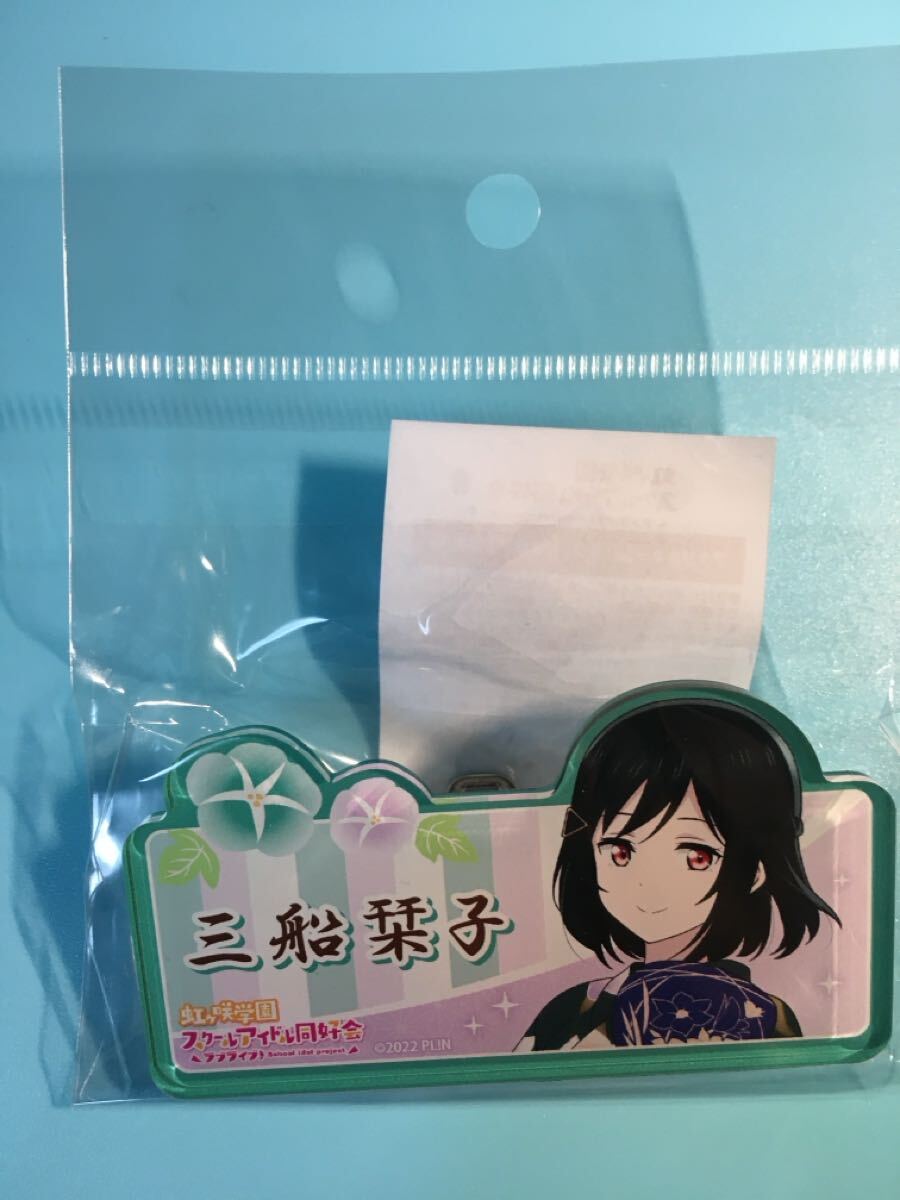 三船栞子
虹ヶ咲学園
スクールアイドル同好会
ラブライブ! School idol project
©2022 PLIN